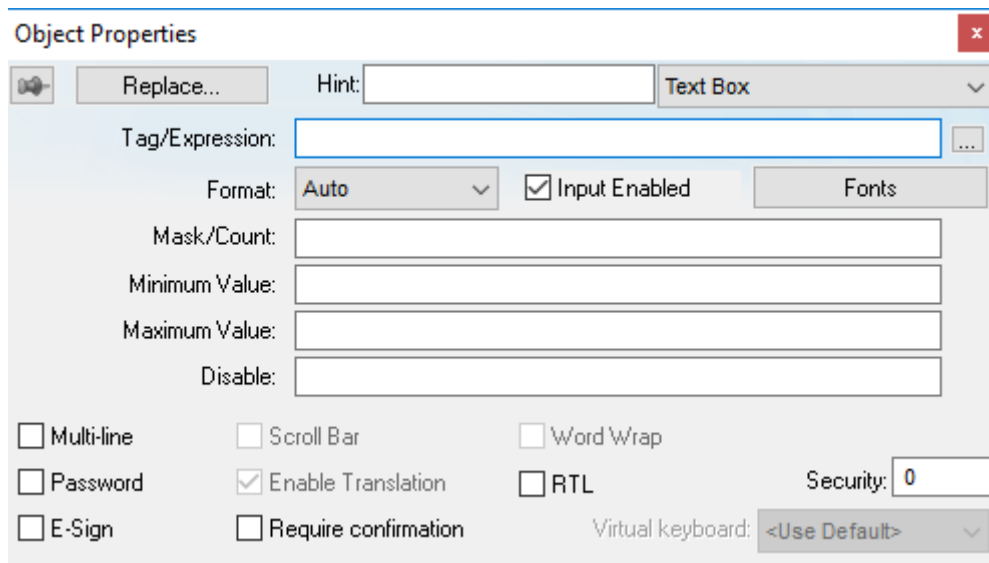 Object Properties x
Replace... Hint: Text Box
Tag/Expression: ...
Format: Auto Input Enabled Fonts
Mask/Count:
Minimum Value:
Maximum Value:
Disable:
Multi-line Scroll Bar Word Wrap
Password Enable Translation RTL Security: 0
E-Sign Require confirmation Virtual keyboard: <Use Default>